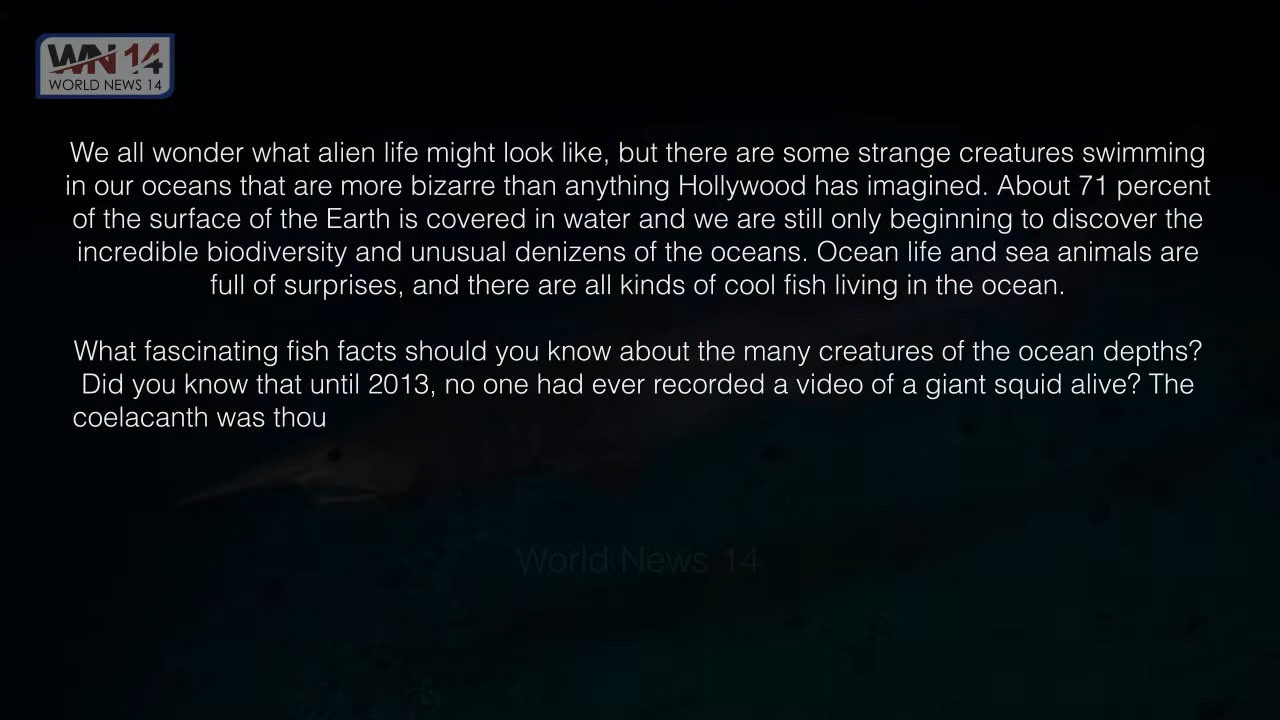 WN 14
WORLD NEWS 14
We all wonder what alien life might look like, but there are some strange creatures swimming
in our oceans that are more bizarre than anything Hollywood has imagined. About 71 percent
of the surface of the Earth is covered in water and we are still only beginning to discover the
incredible biodiversity and unusual denizens of the oceans. Ocean life and sea animals are
full of surprises, and there are all kinds of cool fish living in the ocean.
What fascinating fish facts should you know about the many creatures of the ocean depths?
Did you know that until 2013, no one had ever recorded a video of a giant squid alive? The
coelacanth was thou
World News 14